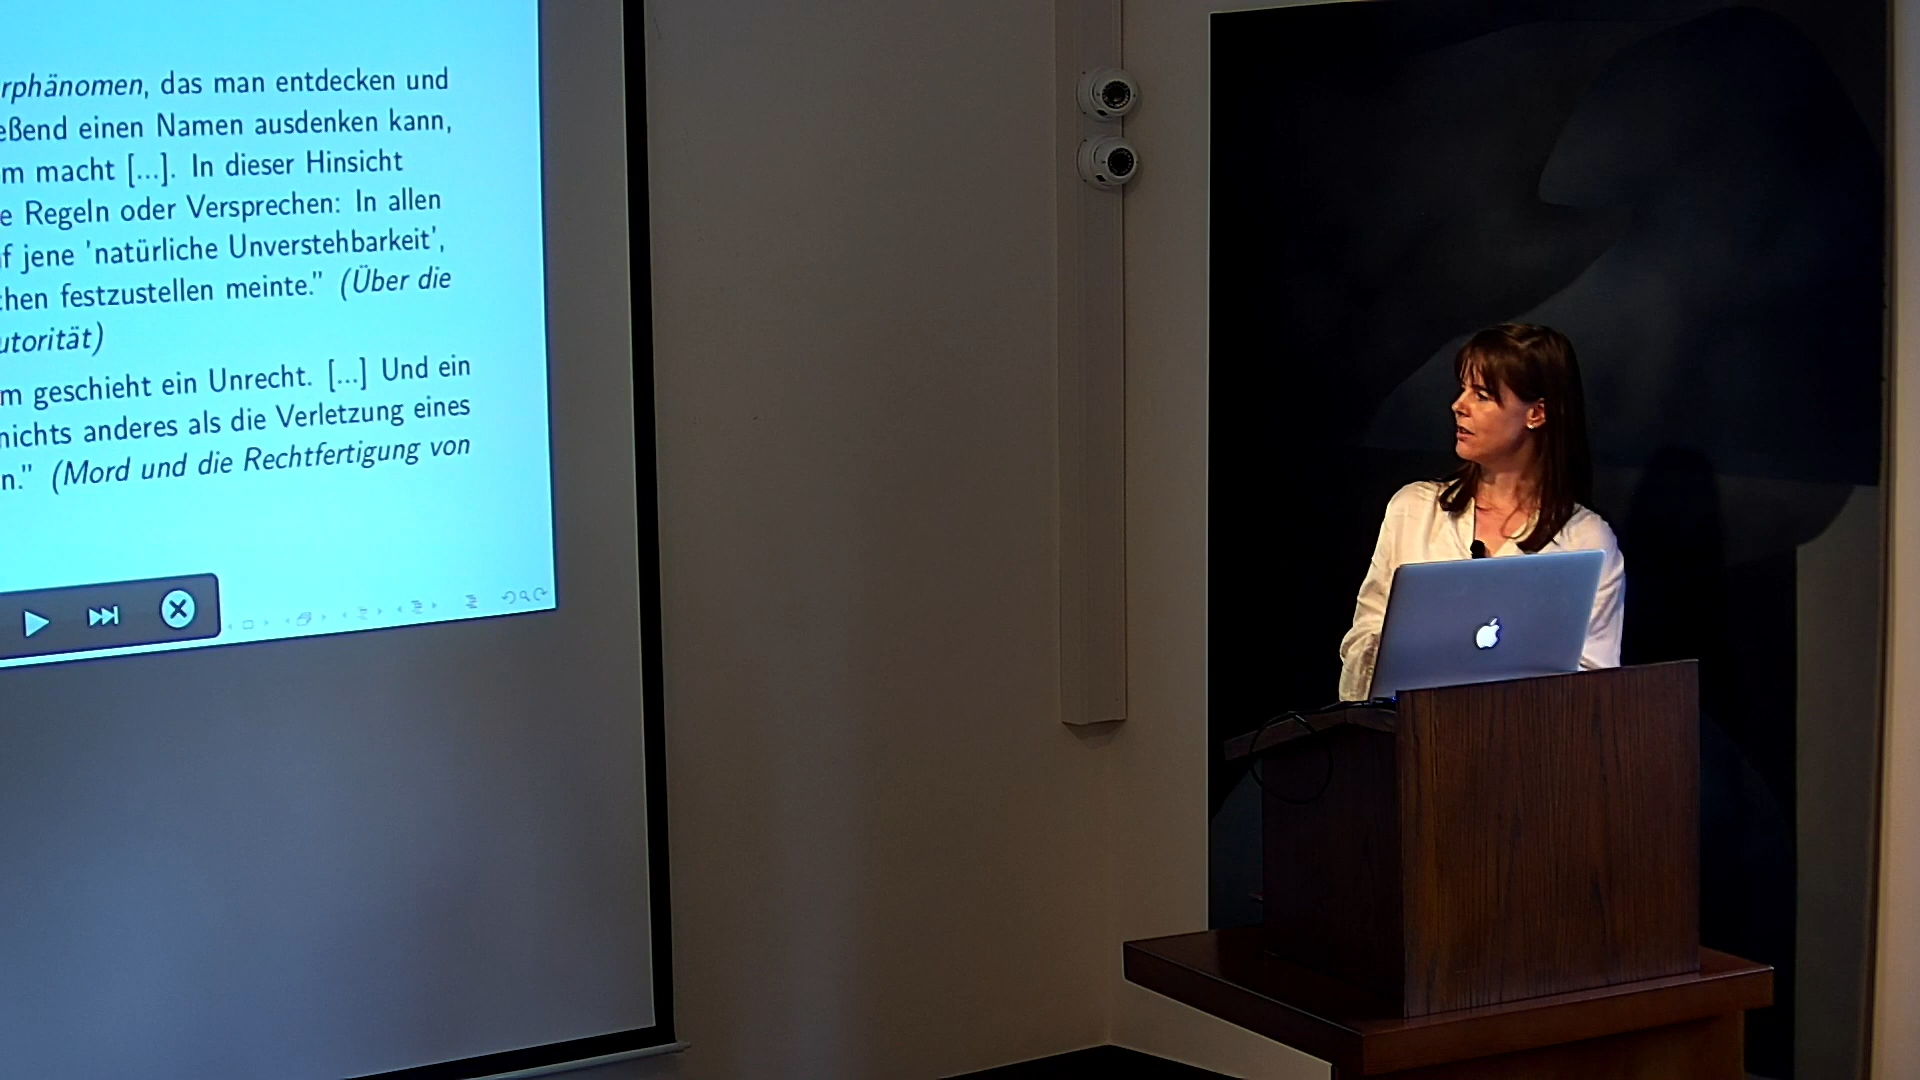 rphänomen, das man entdecken und
eßend einen Namen ausdenken kann,
m macht [...]. In dieser Hinsicht
e Regeln oder Versprechen: In allen
f jene 'natürliche Unverstehbarkeit',
chen festzustellen meinte." (Über die
utorität)
m geschieht ein Unrecht. [...] Und ein
nichts anderes als die Verletzung eines
n." (Mord und die Rechtfertigung von